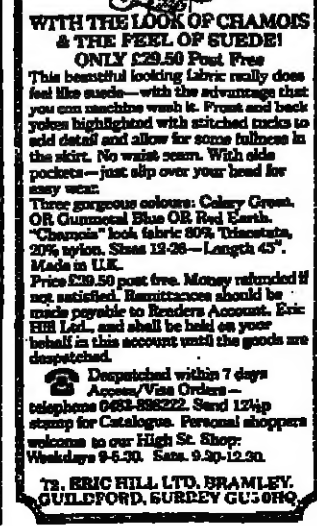 WITH THE LOOK OF CHAMOIS
& THE FEEL OF SUEDE!
ONLY £29.50 Post Free
This beautiful looking fabric really does
feel like suede—with the advantage that
you can machine wash it. Front and back
yokes highlighted with stitched tucks to
add detail and allow for some fullness in
the skirt. No waist seam. With side
pockets—just slip over your head for
easy wear.
Three gorgeous colours: Celery Green,
OR Gunmetal Blue OR Red Earth.
"Chamois" look fabric 80% Triacetate,
20% nylon. Sizes 12-26—Length 45".
Made in U.K.
Price £29.50 post free. Money refunded if
not satisfied. Remittances should be
made payable to Readers Account, Eric
Hill Ltd., and shall be held on your
behalf in this account until the goods are
despatched.
Despatched within 7 days
Access/Visa Orders—
telephone Send 12½p
stamp for Catalogue. Personal shoppers
welcome to our High St. Shop:
Weekdays 9-5.30. Sats. 9.30-12.30.
ERIC HILL LTD, BRAMLEY,
GUILDFORD, SURREY GU5 0HQ